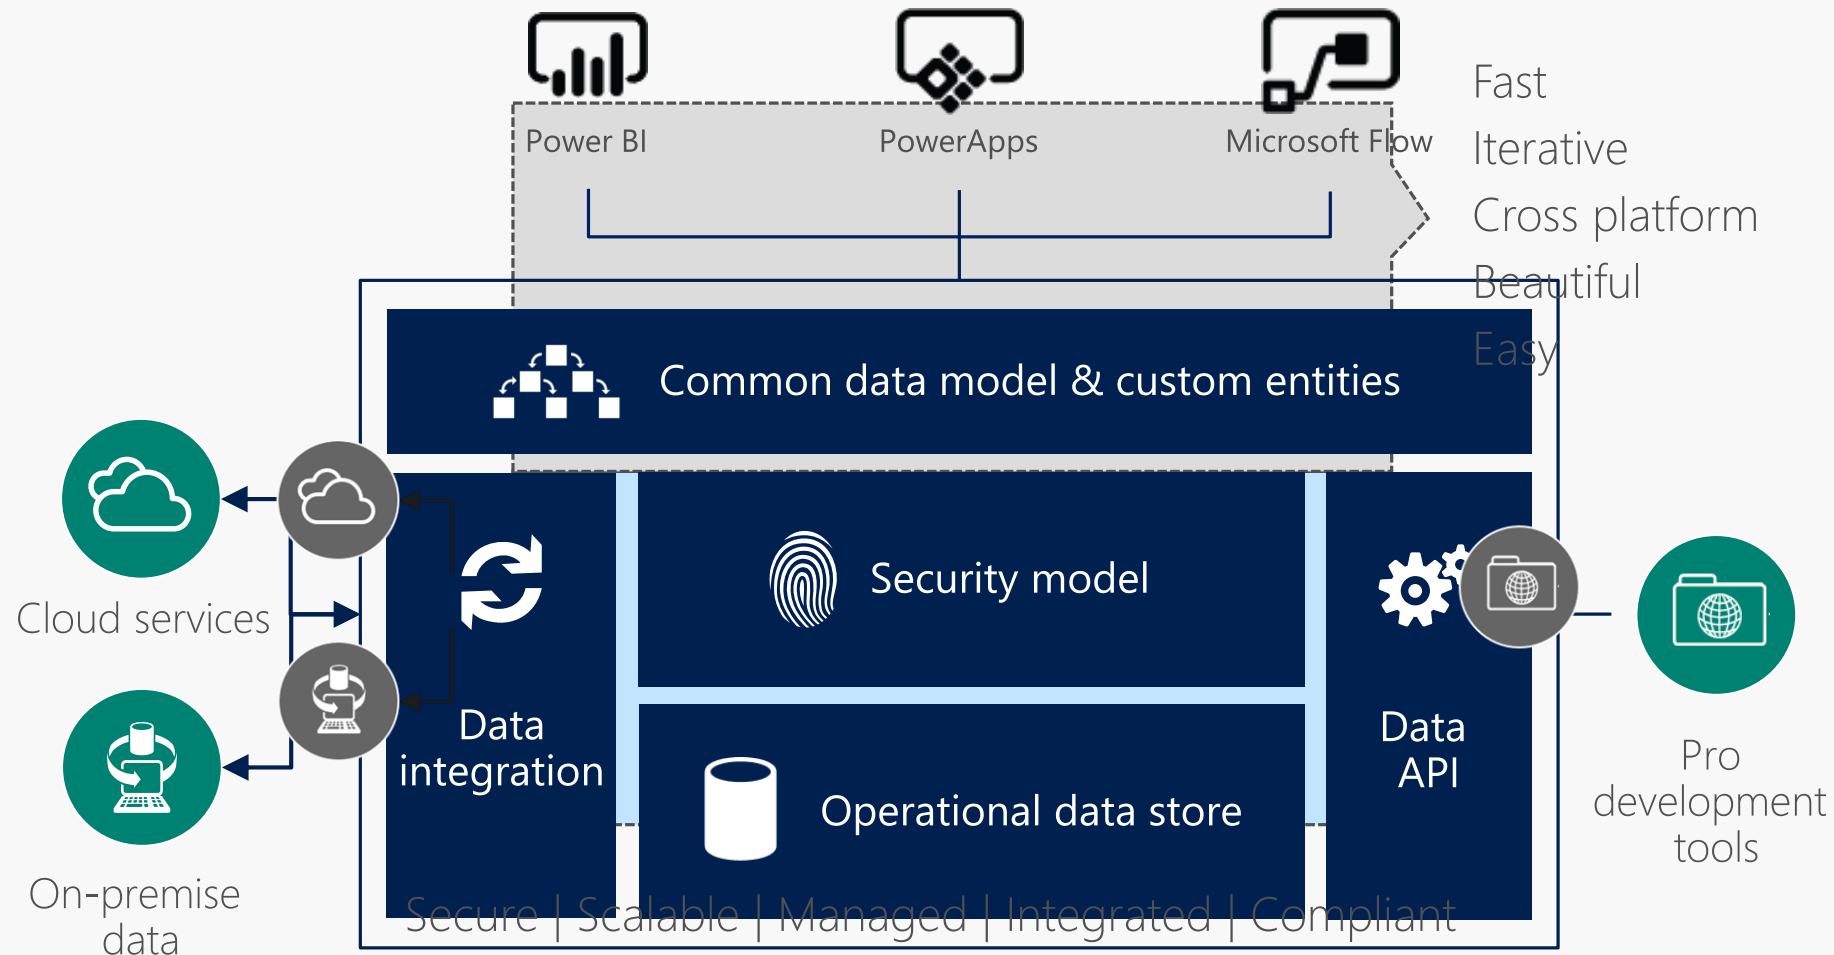 Power BI
PowerApps
Microsoft Flow
Fast
Iterative
Cross platform
Beautiful
Easy
Common data model & custom entities
Cloud services
Security model
Data
integration
Data
API
Operational data store
Pro
development
tools
On-premise
data
Secure | Scalable | Managed | Integrated | Compliant